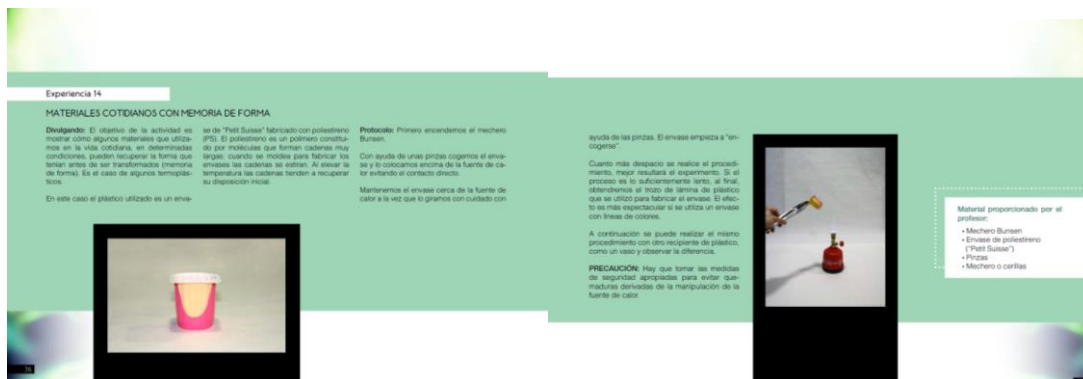 Experiencia 14
MATERIALES COTIDIANOS CON MEMORIA DE FORMA
Divulgando: El objetivo de la actividad es
mostrar cómo algunos materiales que utiliza-
mos en la vida cotidiana, en determinadas
condiciones, pueden recuperar la forma que
tenían antes de ser transformados (memoria
de forma). Es el caso de algunos termoplás-
ticos.
En este caso el plástico utilizado es un enva-
se de "Petit Suisse" fabricado con poliestireno
(PS). El poliestireno es un polímero constitui-
do por moléculas que forman cadenas muy
largas; cuando se moldea para fabricar los
envases las cadenas se estiran. Al elevar la
temperatura las cadenas tienden a recuperar
su disposición inicial.
Protocolo: Primero encendemos el mechero
Bunsen.
Con ayuda de unas pinzas cogemos el enva-
se y lo colocamos encima de la fuente de ca-
lor evitando el contacto directo.
Mantenemos el envase cerca de la fuente de
calor a la vez que lo giramos con cuidado con
76
ayuda de las pinzas. El envase empieza a "en-
cogerse".
Cuanto más despacio se realice el procedi-
miento, mejor resultará el experimento. Si el
proceso es lo suficientemente lento, al final,
obtendremos el trozo de lámina de plástico
que se utilizó para fabricar el envase. El efec-
to es más espectacular si se utiliza un envase
con líneas de colores.
A continuación se puede realizar el mismo
procedimiento con otro recipiente de plástico,
como un vaso y observar la diferencia.
PRECAUCIÓN: Hay que tomar las medidas
de seguridad apropiadas para evitar que-
maduras derivadas de la manipulación de la
fuente de calor.
Material proporcionado por el
profesor:
• Mechero Bunsen
• Envase de poliestireno
("Petit Suisse")
• Pinzas
• Mechero o cerillas